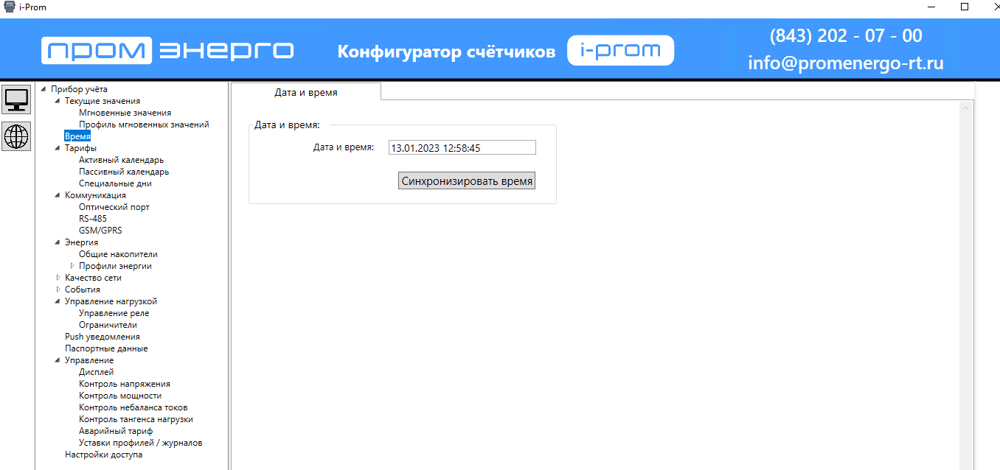 i-Prom
пром энерго
Конфигуратор счётчиков
i-prom
(843) 202 - 07 - 00
info@promenergo-rt.ru
Прибор учёта
Текущие значения
Мгновенные значения
Профиль мгновенных значений
Время
Тарифы
Активный календарь
Пассивный календарь
Специальные дни
Коммуникация
Оптический порт
RS-485
GSM/GPRS
Энергия
Общие накопители
Профили энергии
Качество сети
События
Управление нагрузкой
Управление реле
Ограничители
Push уведомления
Паспортные данные
Управление
Дисплей
Контроль напряжения
Контроль мощности
Контроль небаланса токов
Контроль тангенса нагрузки
Аварийный тариф
Уставки профилей / журналов
Настройки доступа
Дата и время
Дата и время:
Дата и время: 13.01.2023 12:58:45
Синхронизировать время